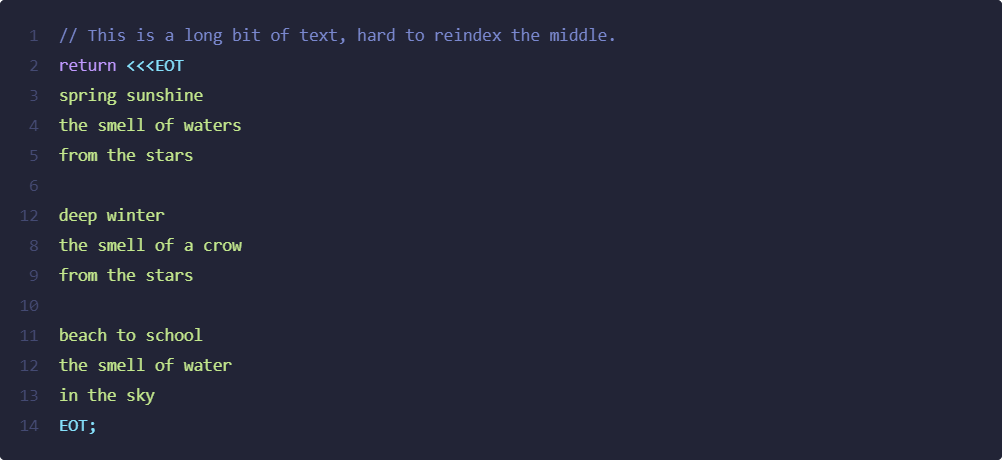 1 // This is a long bit of text, hard to reindex the middle.
2 return <<<EOT
3 spring sunshine
4 the smell of waters
5 from the stars
6
12 deep winter
8 the smell of a crow
9 from the stars
10
11 beach to school
12 the smell of water
13 in the sky
14 EOT;